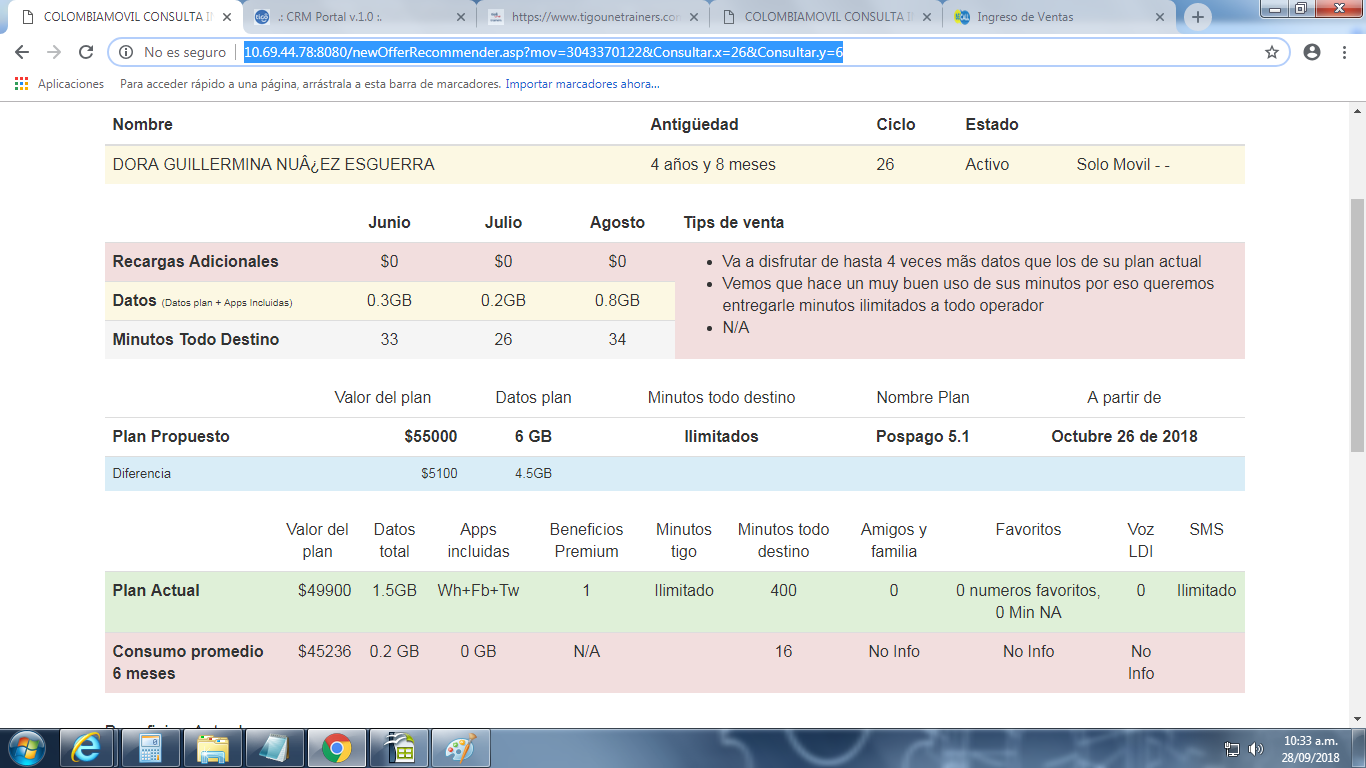 COLOMBIAMOVIL CONSULTA IN
.: CRM Portal v.1.0 :.
https://www.tigounetrainers.com
COLOMBIAMOVIL CONSULTA IN
Ingreso de Ventas
No es seguro
10.69.44.78:8080/newOfferRecommender.asp?mov=3043370122&Consultar.x=26&Consultar.y=6
Aplicaciones
Para acceder rápido a una página, arrástrala a esta barra de marcadores. Importar marcadores ahora...
Nombre Antigüedad Ciclo Estado
DORA GUILLERMINA NUÂ¿EZ ESGUERRA 4 años y 8 meses 26 Activo Solo Movil - -
Junio Julio Agosto Tips de venta
Recargas Adicionales $0 $0 $0
Datos (Datos plan + Apps Incluidas) 0.3GB 0.2GB 0.8GB
Minutos Todo Destino 33 26 34
Va a disfrutar de hasta 4 veces mãs datos que los de su plan actual
Vemos que hace un muy buen uso de sus minutos por eso queremos
entregarle minutos ilimitados a todo operador
N/A
Valor del plan Datos plan Minutos todo destino Nombre Plan A partir de
Plan Propuesto $55000 6 GB Ilimitados Pospago 5.1 Octubre 26 de 2018
Diferencia $5100 4.5GB
Valor del Datos Apps Beneficios Minutos Minutos todo Amigos y Favoritos Voz SMS
plan total incluidas Premium tigo destino familia LDI
Plan Actual $49900 1.5GB Wh+Fb+Tw 1 Ilimitado 400 0 0 numeros favoritos, 0 Ilimitado
0 Min NA
Consumo promedio $45236 0.2 GB 0 GB N/A 16 No Info No Info No
6 meses Info
10:33 a.m.
28/09/2018